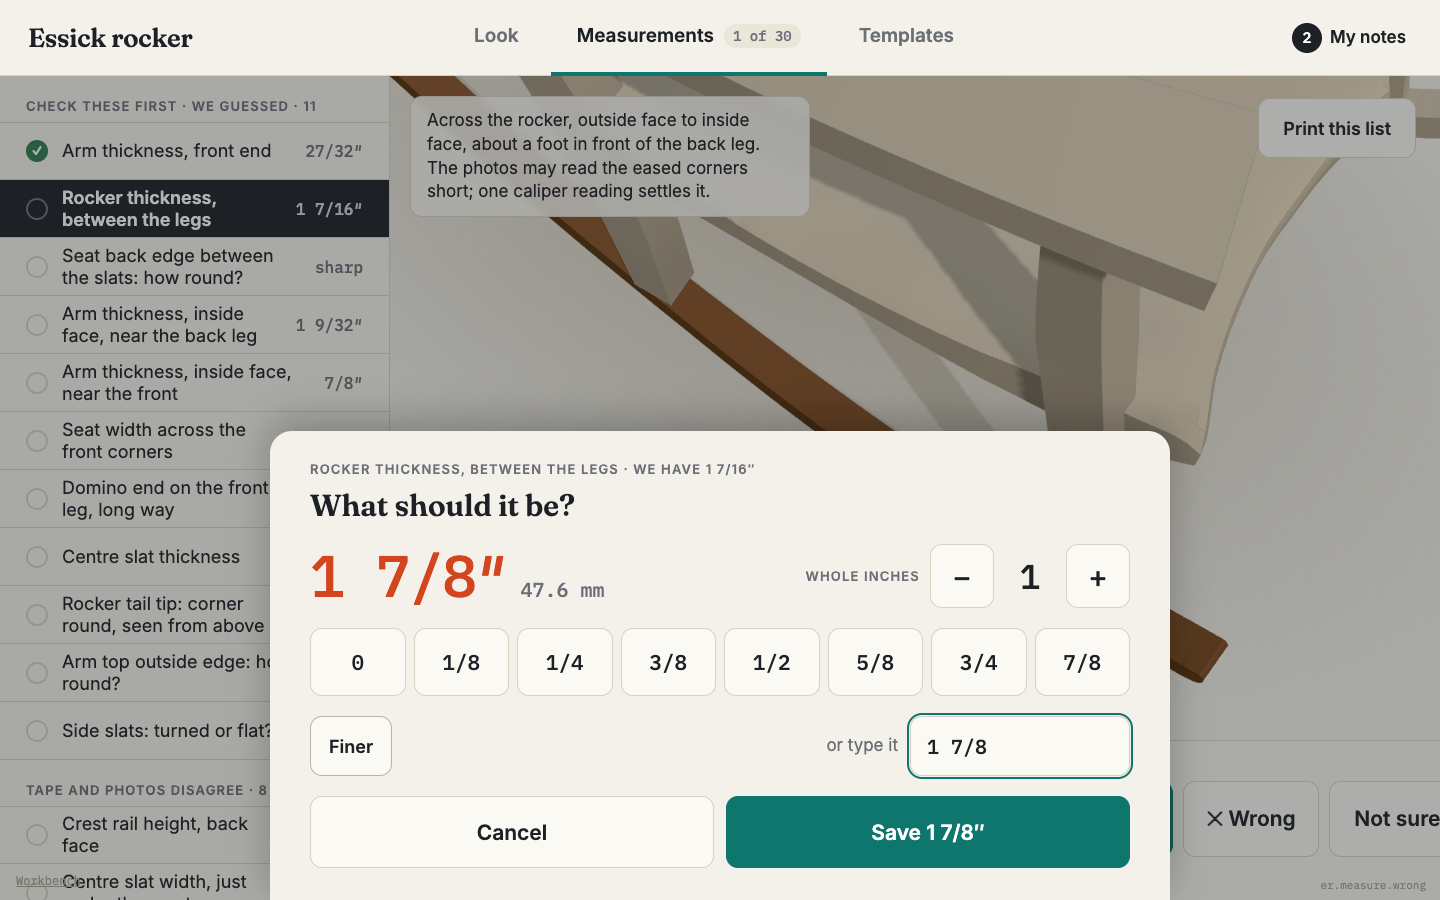 Essick rocker
Look
Measurements 1 of 30
Templates
2 My notes
CHECK THESE FIRST · WE GUESSED · 11
Arm thickness, front end 27/32″
Rocker thickness,
between the legs 1 7/16″
Seat back edge between
the slats: how round? sharp
Arm thickness, inside
face, near the back leg 1 9/32″
Arm thickness, inside face,
near the front 7/8″
Seat width across the
front corners
Domino end on the front
leg, long way
Centre slat thickness
Rocker tail tip: corner
round, seen from above
Arm top outside edge:
round?
Side slats: turned or flat?
TAPE AND PHOTOS DISAGREE · 8
Crest rail height, back
face
Centre slat width, just
Workbench
Across the rocker, outside face to inside
face, about a foot in front of the back leg.
The photos may read the eased corners
short; one caliper reading settles it.
Print this list
ROCKER THICKNESS, BETWEEN THE LEGS · WE HAVE 1 7/16″
What should it be?
1 7/8″ 47.6 mm
WHOLE INCHES − 1 +
0 1/8 1/4 3/8 1/2 5/8 3/4 7/8
Finer
or type it 1 7/8
Cancel
Save 1 7/8″
Wrong
Not sure
er.measure.wrong